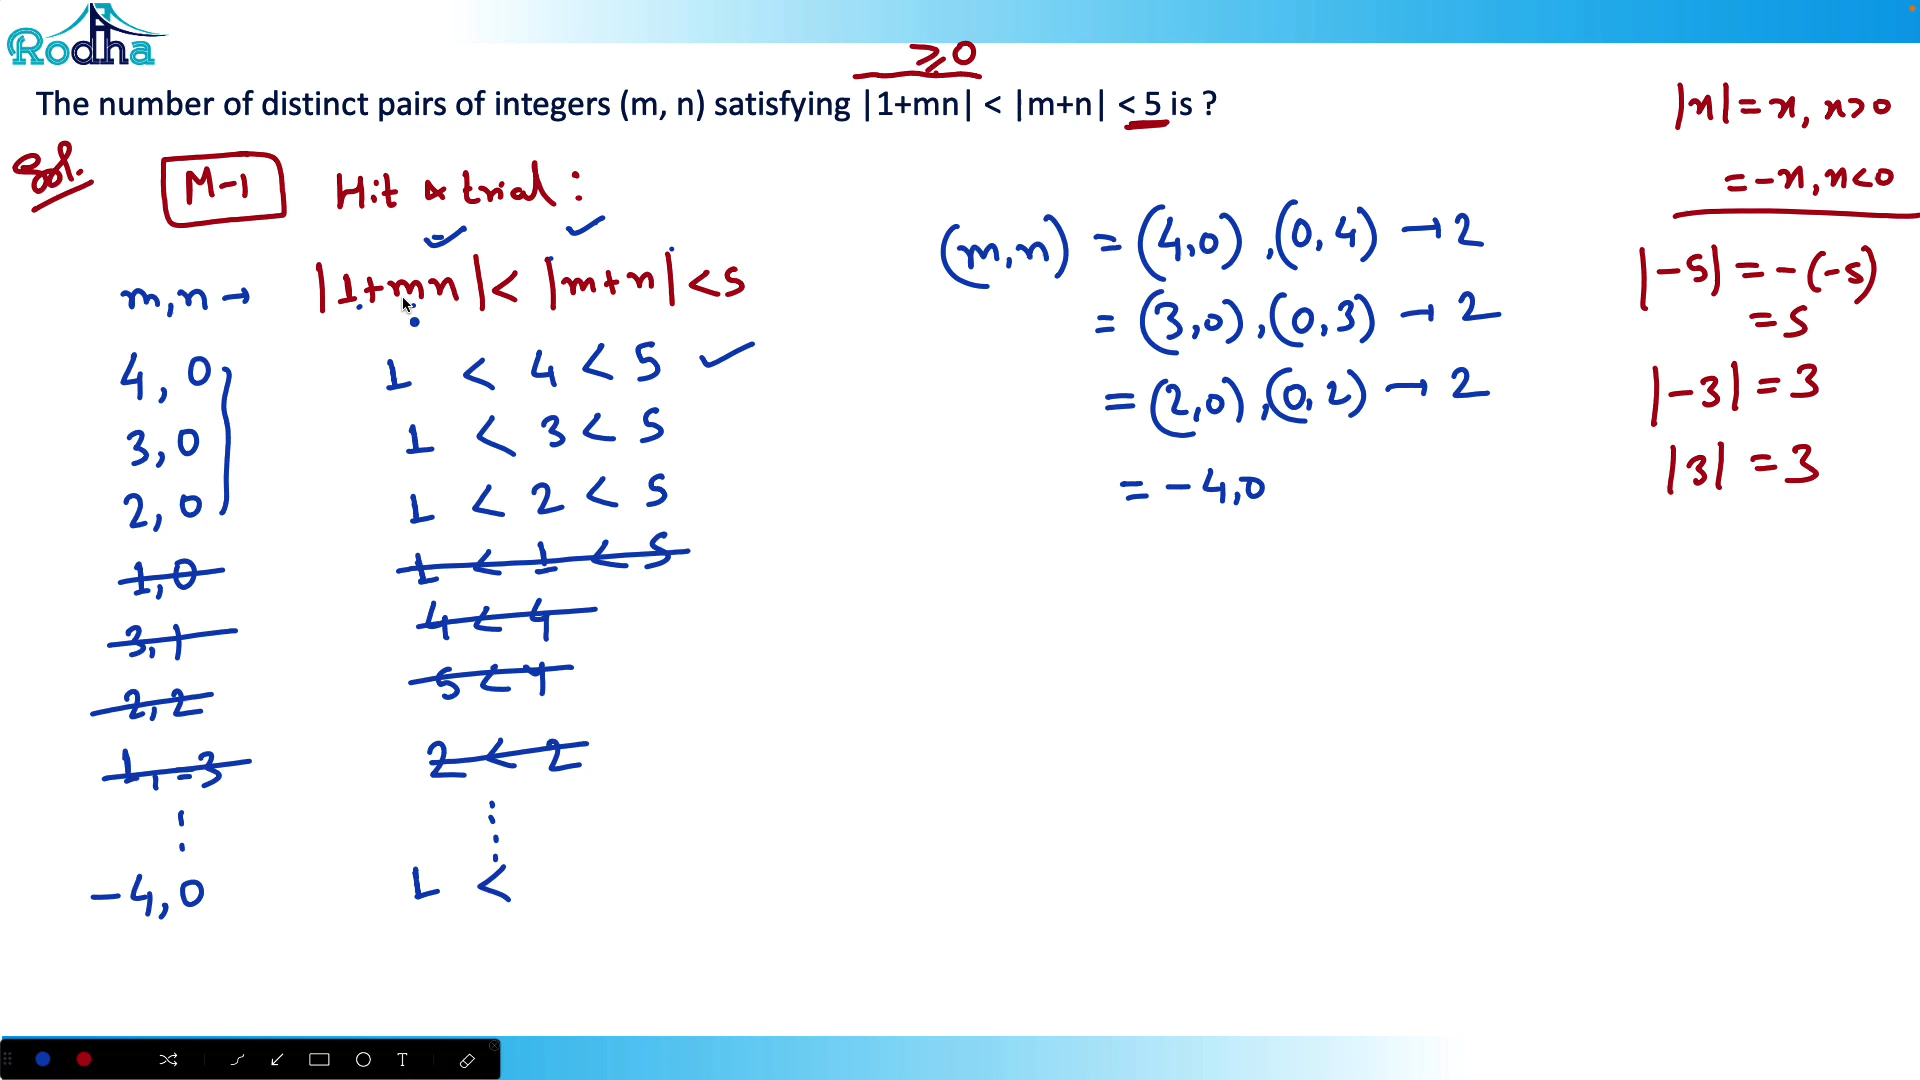 Rodha
≥0
The number of distinct pairs of integers (m, n) satisfying |1+mn| < |m+n| < 5 is ?
Sol.
M-1
Hit & trial :
m,n → |1+mn| < |m+n| < 5
4, 0 1 < 4 < 5 ✓
3, 0 1 < 3 < 5
2, 0 1 < 2 < 5
1, 0 1 < 1 < 5
3, 1 4 < 4
2, 2 5 < 4
1, -3 2 < 2
-4, 0 1 <
(m,n) = (4,0), (0,4) → 2
= (3,0), (0,3) → 2
= (2,0), (0,2) → 2
= -4,0
|x| = x, x>0
= -x, x<0
|-5| = -(-5)
= 5
|-3| = 3
|3| = 3
T